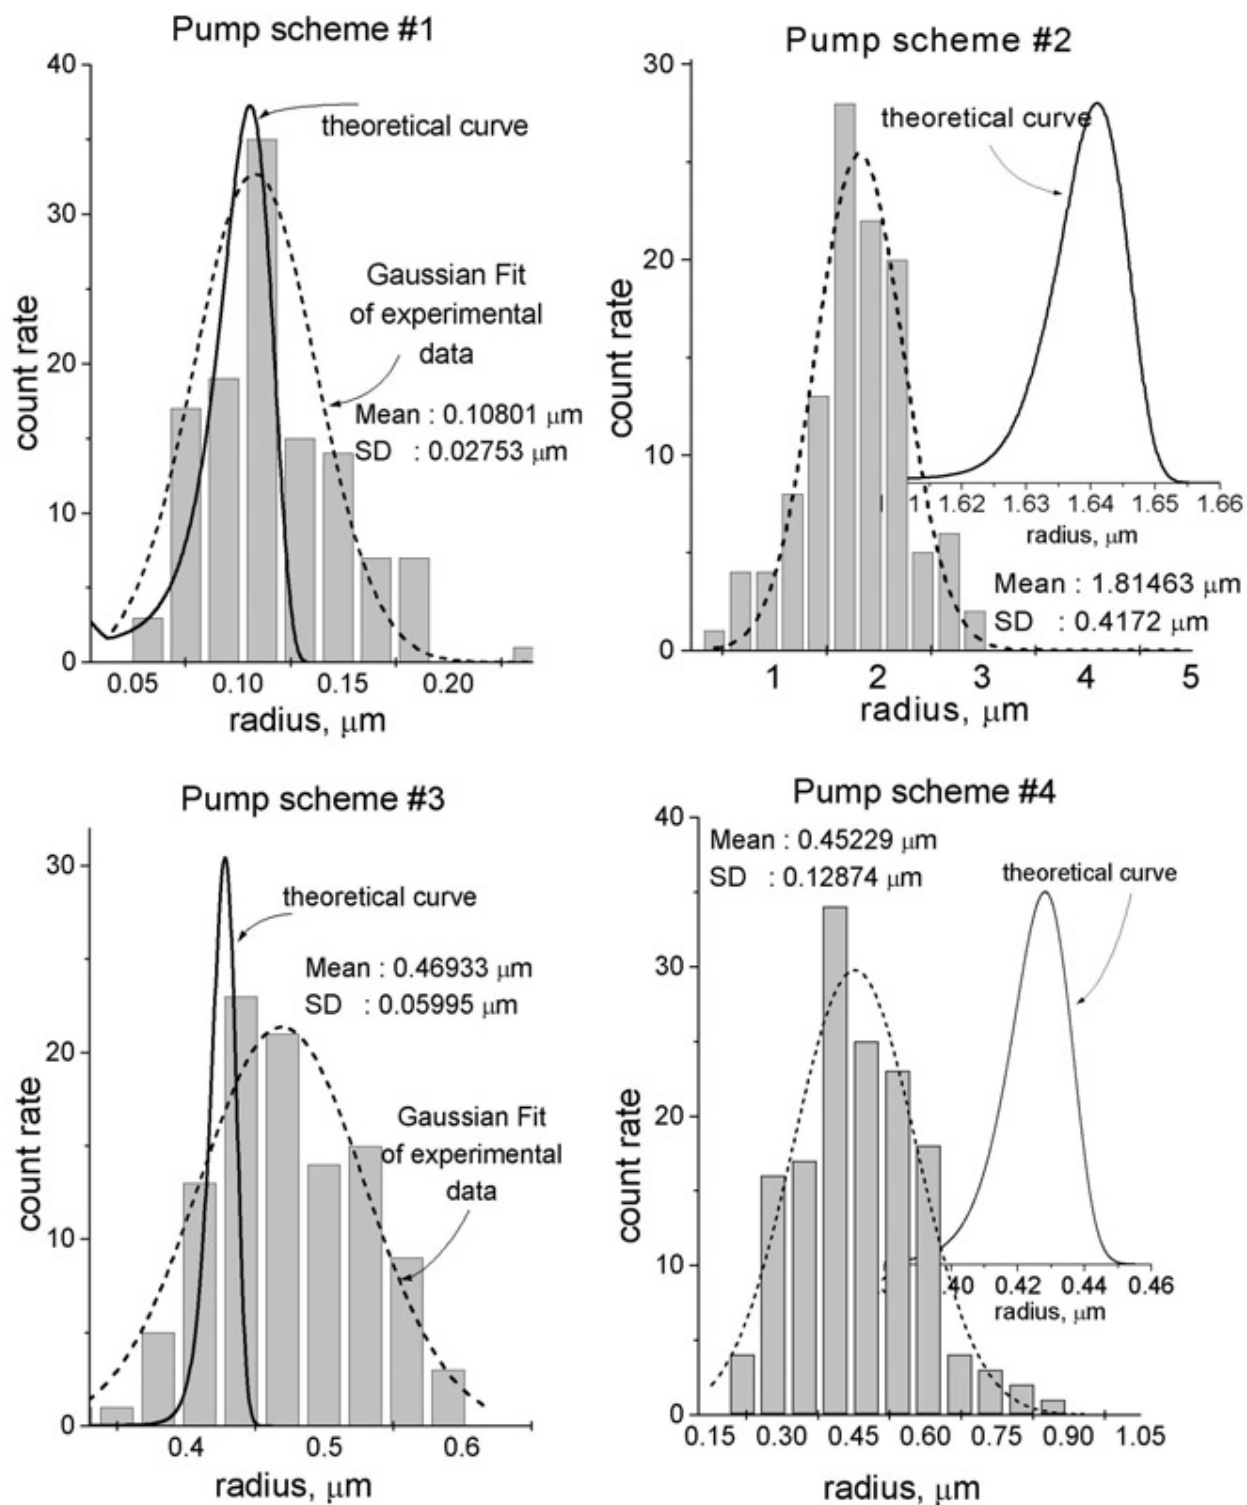 Pump scheme #1
40
30
20
10
0
count rate
theoretical curve
Gaussian Fit
of experimental
data
Mean : 0.10801 μm
SD : 0.02753 μm
0.05 0.10 0.15 0.20
radius, μm
Pump scheme #2
30
20
10
0
count rate
theoretical curve
1.62 1.63 1.64 1.65 1.66
radius, μm
Mean : 1.81463 μm
SD : 0.4172 μm
1 2 3 4 5
radius, μm
Pump scheme #3
30
20
10
0
count rate
theoretical curve
Mean : 0.46933 μm
SD : 0.05995 μm
Gaussian Fit
of experimental
data
0.4 0.5 0.6
radius, μm
Pump scheme #4
40
30
20
10
0
count rate
Mean : 0.45229 μm
SD : 0.12874 μm
theoretical curve
.40 0.42 0.44 0.46
radius, μm
0.15 0.30 0.45 0.60 0.75 0.90 1.05
radius, μm